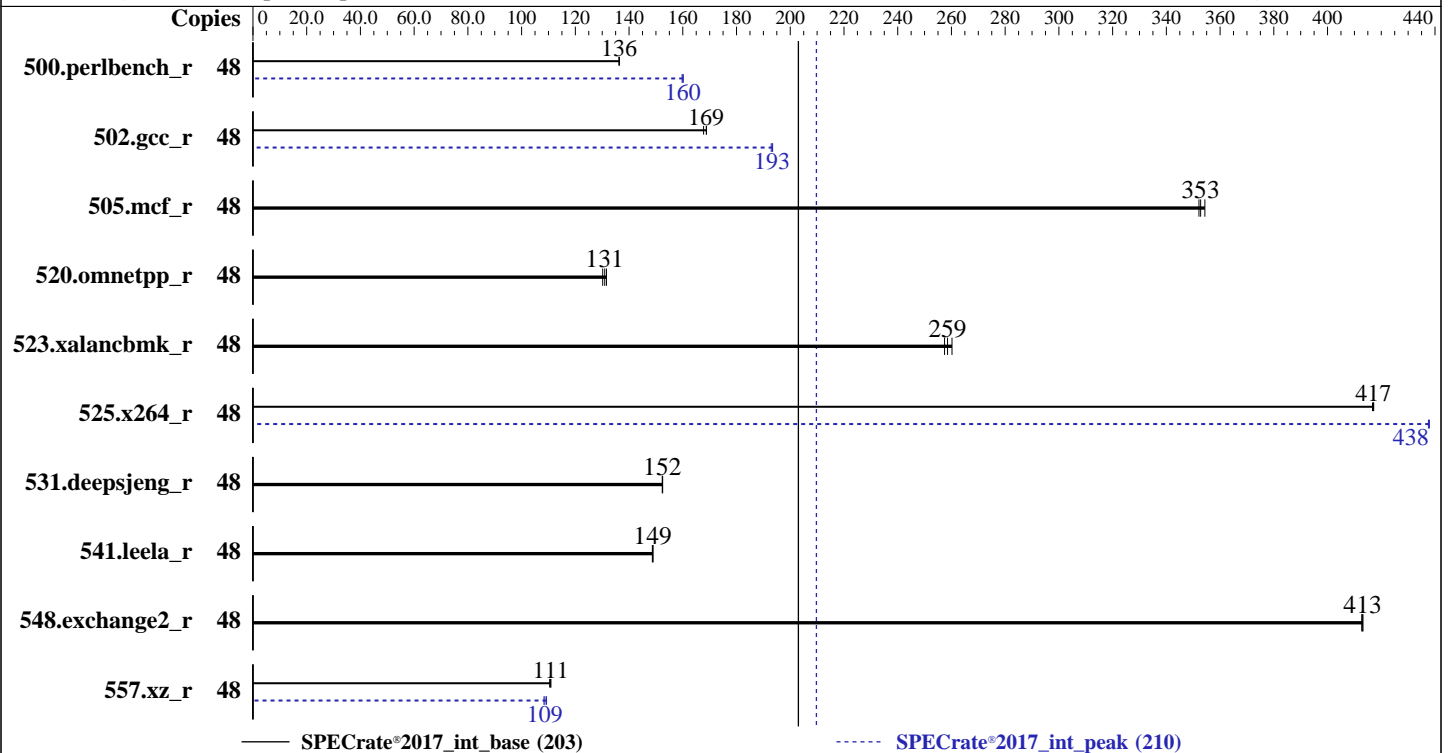 Copies 0 20.0 40.0 60.0 80.0 100 120 140 160 180 200 220 240 260 280 300 320 340 360 380 400 440
500.perlbench_r 48 136
160
502.gcc_r 48 169
193
505.mcf_r 48 353
520.omnetpp_r 48 131
523.xalancbmk_r 48 259
525.x264_r 48 417
438
531.deepsjeng_r 48 152
541.leela_r 48 149
548.exchange2_r 48 413
557.xz_r 48 111
109
SPECrate®2017_int_base (203) SPECrate®2017_int_peak (210)